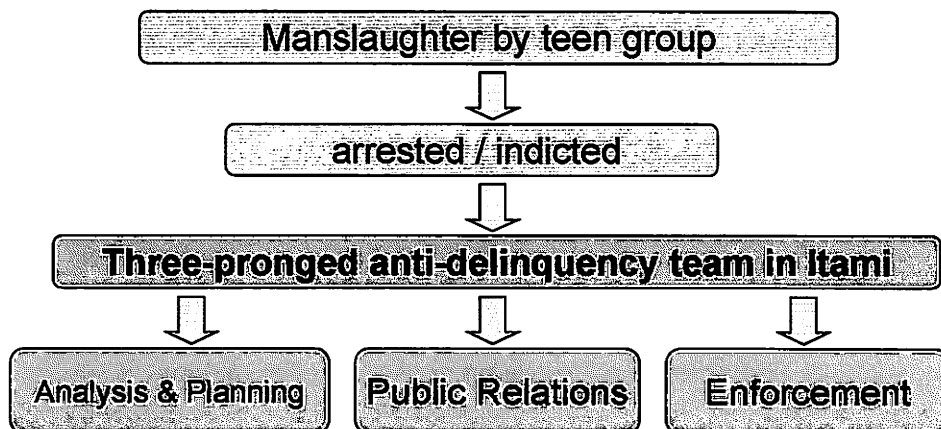 Manslaughter by teen group
arrested / indicted
Three-pronged anti-delinquency team in Itami
Analysis & Planning
Public Relations
Enforcement